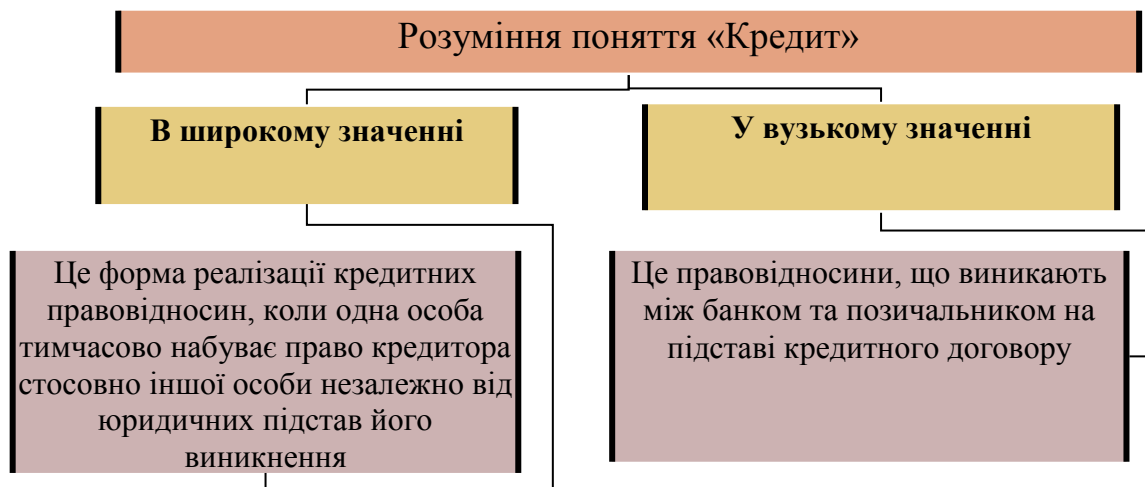 Розуміння поняття «Кредит»
В широкому значенні
У вузькому значенні
Це форма реалізації кредитних
правовідносин, коли одна особа
тимчасово набуває право кредитора
стосовно іншої особи незалежно від
юридичних підстав його
виникнення
Це правовідносини, що виникають
між банком та позичальником на
підставі кредитного договору